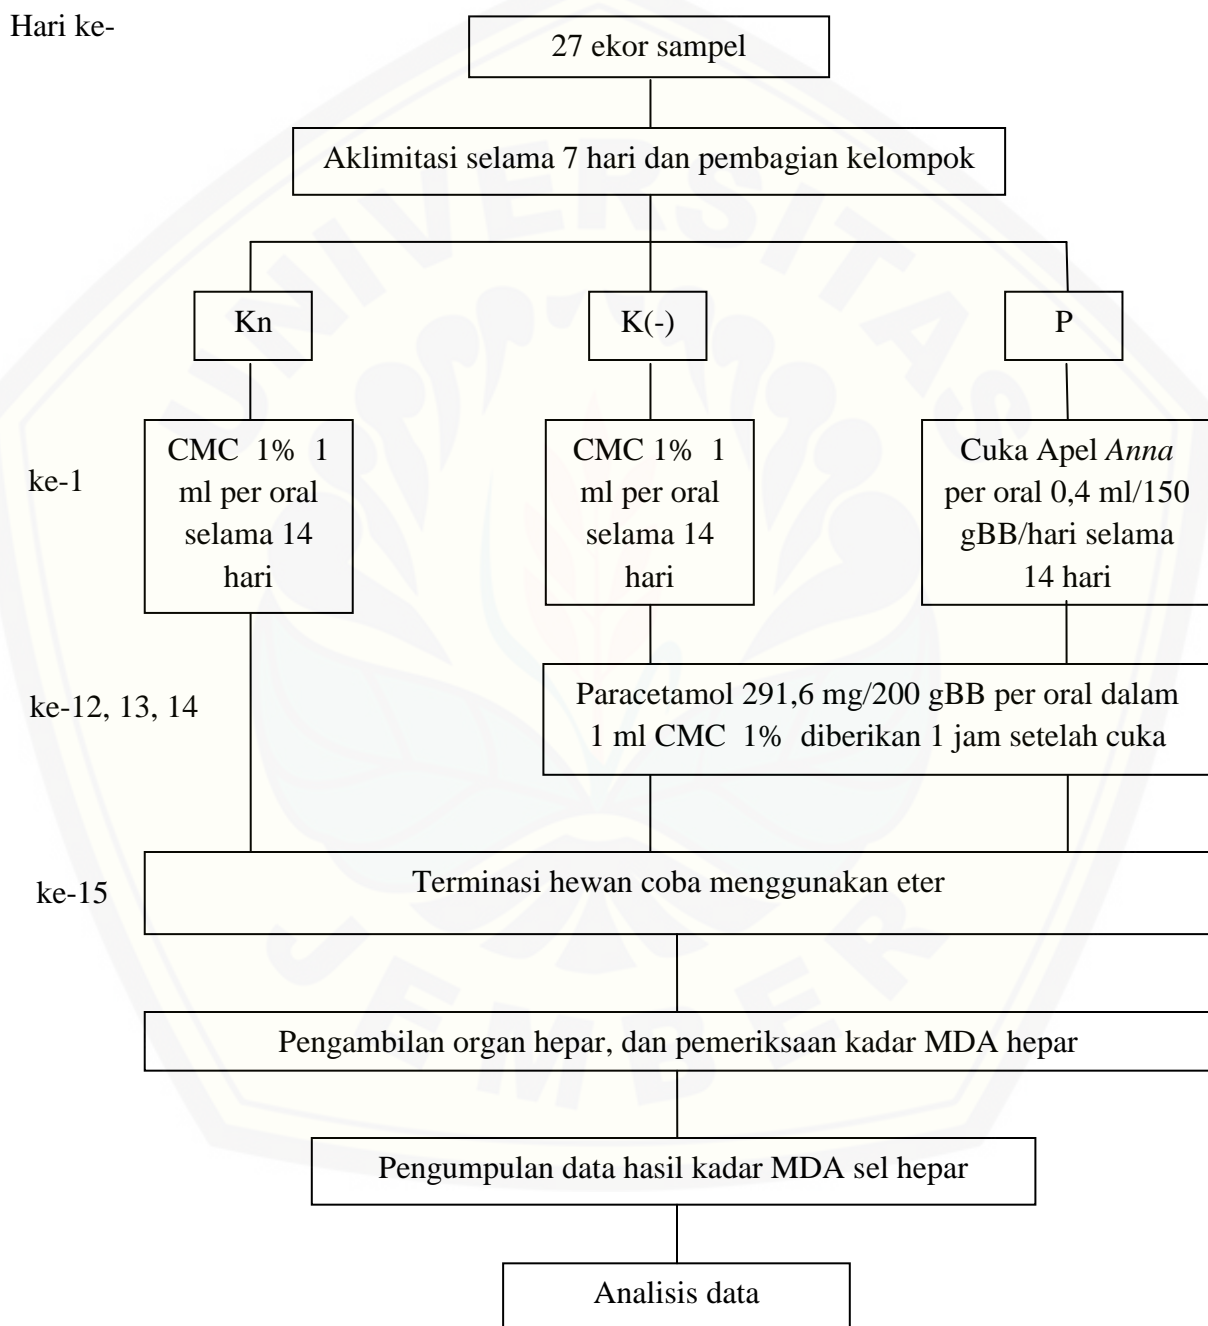 Hari ke-
27 ekor sampel
Aklimitasi selama 7 hari dan pembagian kelompok
Kn
K(-)
P
ke-1
CMC 1% 1
ml per oral
selama 14
hari
CMC 1% 1
ml per oral
selama 14
hari
Cuka Apel Anna
per oral 0,4 ml/150
gBB/hari selama
14 hari
ke-12, 13, 14
Paracetamol 291,6 mg/200 gBB per oral dalam
1 ml CMC 1% diberikan 1 jam setelah cuka
ke-15
Terminasi hewan coba menggunakan eter
Pengambilan organ hepar, dan pemeriksaan kadar MDA hepar
Pengumpulan data hasil kadar MDA sel hepar
Analisis data
UNIVERSITAS
JEMBER